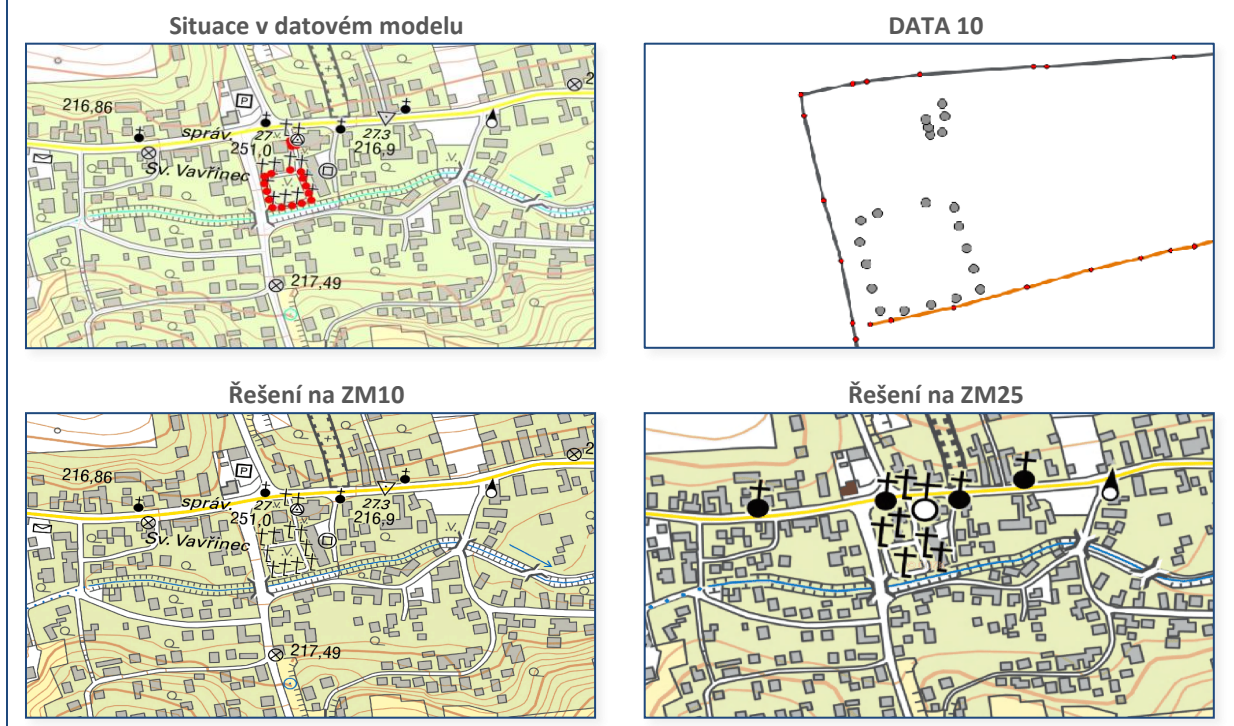 Situace v datovém modelu
DATA 10
216,86
P
správ.
27
251,0
27.3
216,9
Sv. Vavřinec
217,49
2
Řešení na ZM10
Řešení na ZM25
216,86
P
správ.
27
251,0
27.3
216,9
Sv. Vavřinec
217,49
2